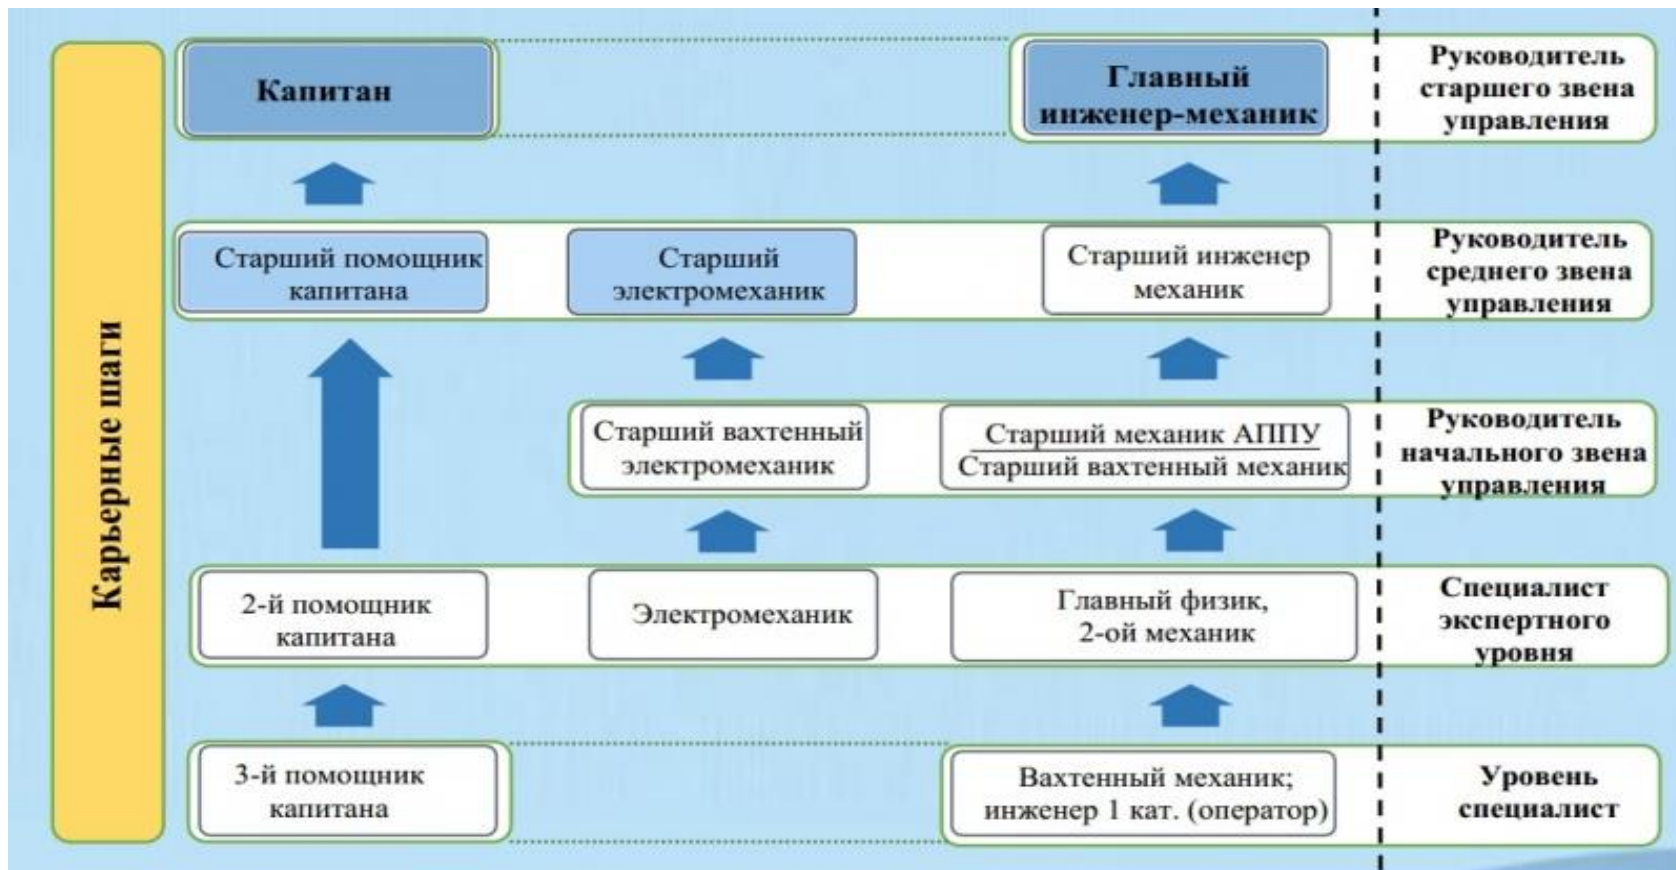 Карьерные шаги
Капитан
Главный
инженер-механик
Руководитель
старшего звена
управления
Старший помощник
капитана
Старший
электромеханик
Старший инженер
механик
Руководитель
среднего звена
управления
Старший вахтенный
электромеханик
Старший механик АППУ
Старший вахтенный механик
Руководитель
начального звена
управления
2-й помощник
капитана
Электромеханик
Главный физик,
2-ой механик
Специалист
экспертного
уровня
3-й помощник
капитана
Вахтенный механик;
инженер 1 кат. (оператор)
Уровень
специалист